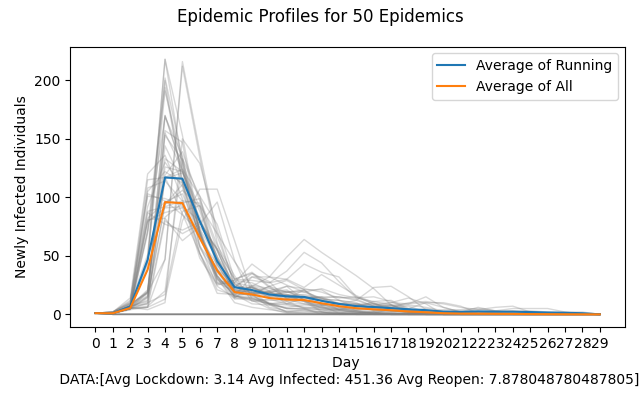 Epidemic Profiles for 50 Epidemics
Average of Running
Average of All
Newly Infected Individuals
200
150
100
50
0
0 1 2 3 4 5 6 7 8 9 10 11 12 13 14 15 16 17 18 19 20 21 22 23 24 25 26 27 28 29
Day
DATA:[Avg Lockdown: 3.14 Avg Infected: 451.36 Avg Reopen: 7.878048780487805]